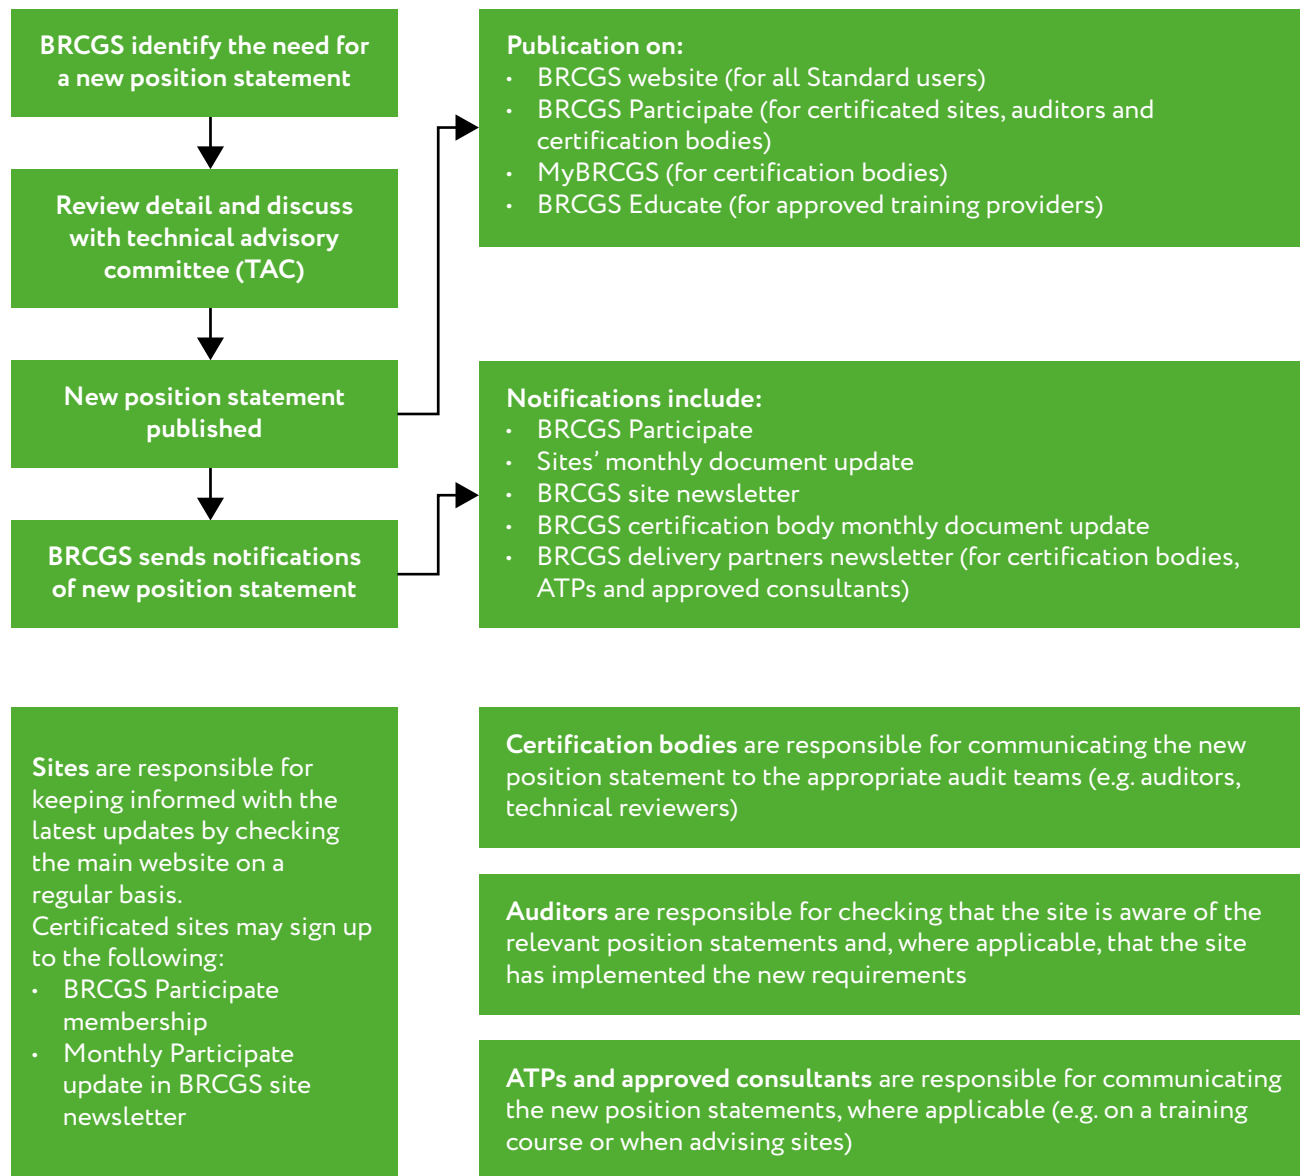 BRCGS identify the need for
a new position statement
Review detail and discuss
with technical advisory
committee (TAC)
New position statement
published
BRCGS sends notifications
of new position statement
Publication on:
• BRCGS website (for all Standard users)
• BRCGS Participate (for certificated sites, auditors and
certification bodies)
• MyBRCGS (for certification bodies)
• BRCGS Educate (for approved training providers)
Notifications include:
• BRCGS Participate
• Sites’ monthly document update
• BRCGS site newsletter
• BRCGS certification body monthly document update
• BRCGS delivery partners newsletter (for certification bodies,
ATPs and approved consultants)
Sites are responsible for
keeping informed with the
latest updates by checking
the main website on a
regular basis.
Certificated sites may sign up
to the following:
• BRCGS Participate
membership
• Monthly Participate
update in BRCGS site
newsletter
Certification bodies are responsible for communicating the new
position statement to the appropriate audit teams (e.g. auditors,
technical reviewers)
Auditors are responsible for checking that the site is aware of the
relevant position statements and, where applicable, that the site
has implemented the new requirements
ATPs and approved consultants are responsible for communicating
the new position statements, where applicable (e.g. on a training
course or when advising sites)